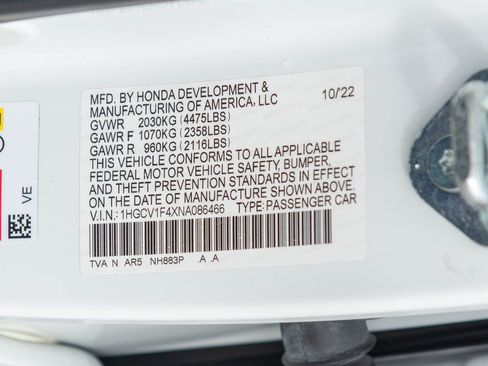 MFD. BY HONDA DEVELOPMENT &
MANUFACTURING OF AMERICA, LLC 10/22
GVWR 2030KG (4475LBS)
GAWR F 1070KG (2358LBS)
GAWR R 960KG (2116LBS)
THIS VEHICLE CONFORMS TO ALL APPLICABLE
FEDERAL MOTOR VEHICLE SAFETY, BUMPER,
AND THEFT PREVENTION STANDARDS IN EFFECT
ON THE DATE OF MANUFACTURE SHOWN ABOVE.
V.I.N.: 1HGCV1F4XNA086466 TYPE: PASSENGER CAR
TVA N AR5 NH883P .A .A
VE